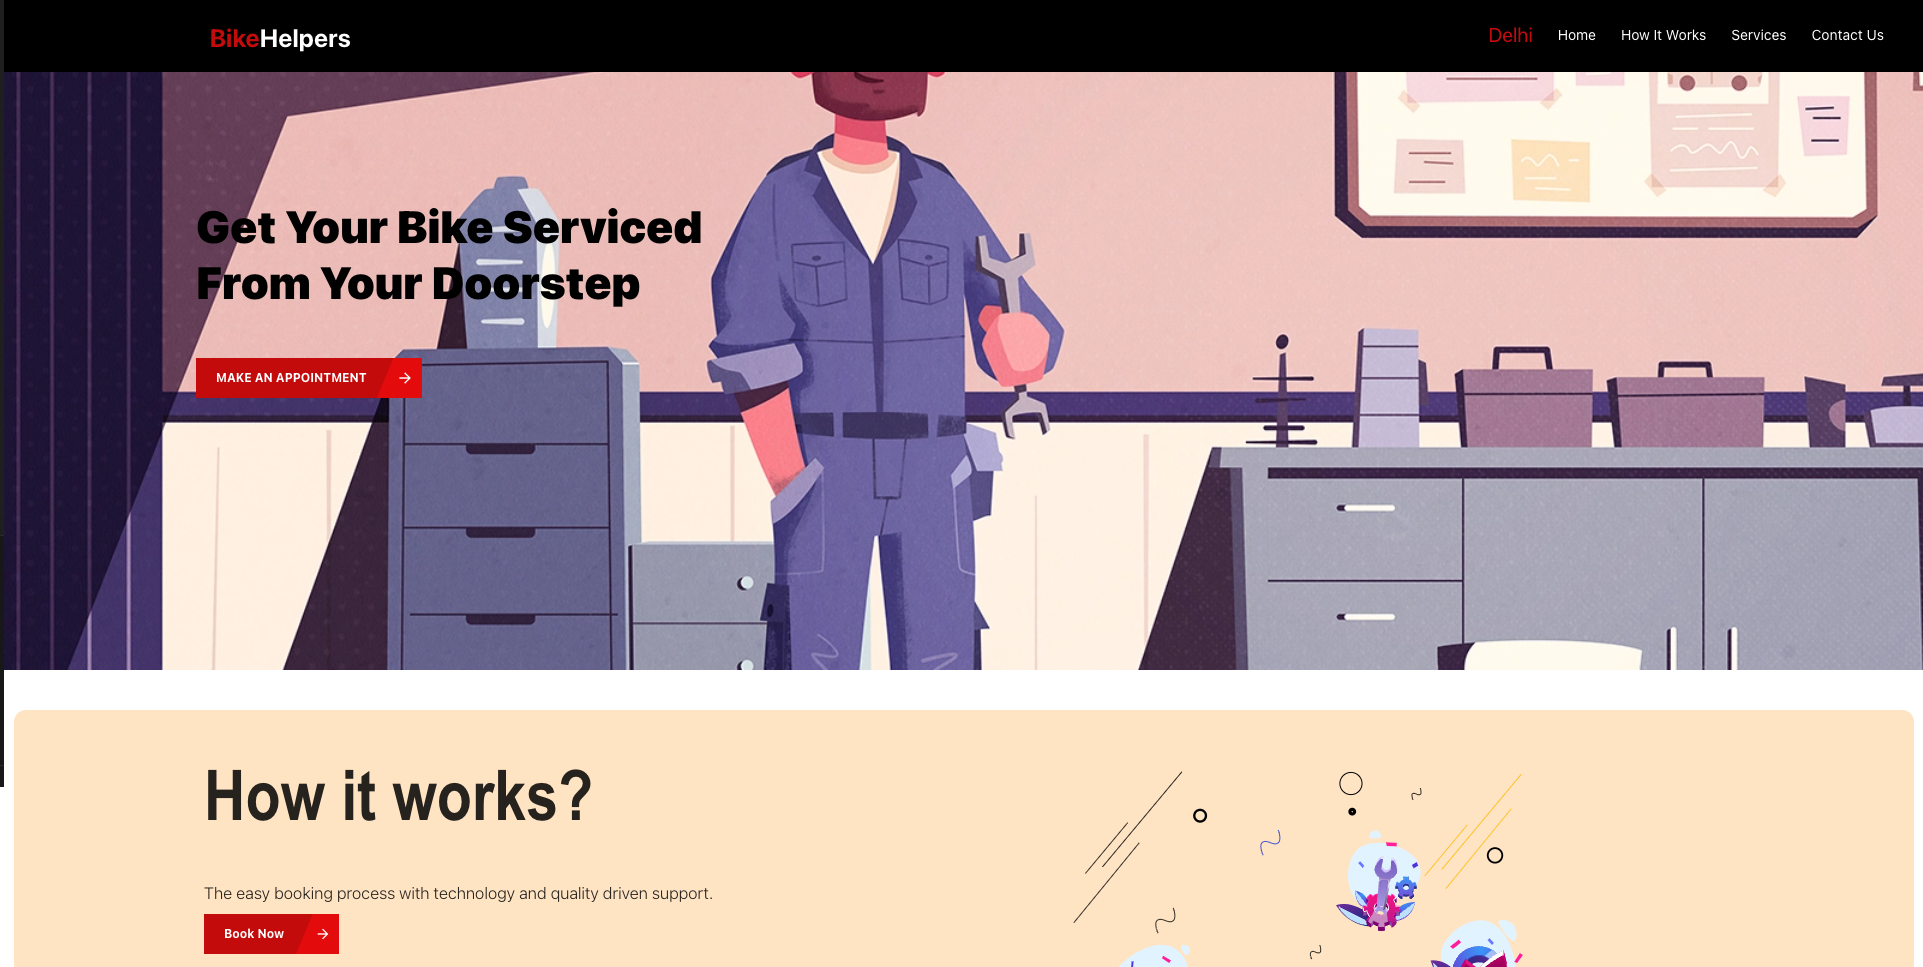 BikeHelpers
Delhi
Home
How It Works
Services
Contact Us
Get Your Bike Serviced
From Your Doorstep
MAKE AN APPOINTMENT
How it works?
The easy booking process with technology and quality driven support.
Book Now